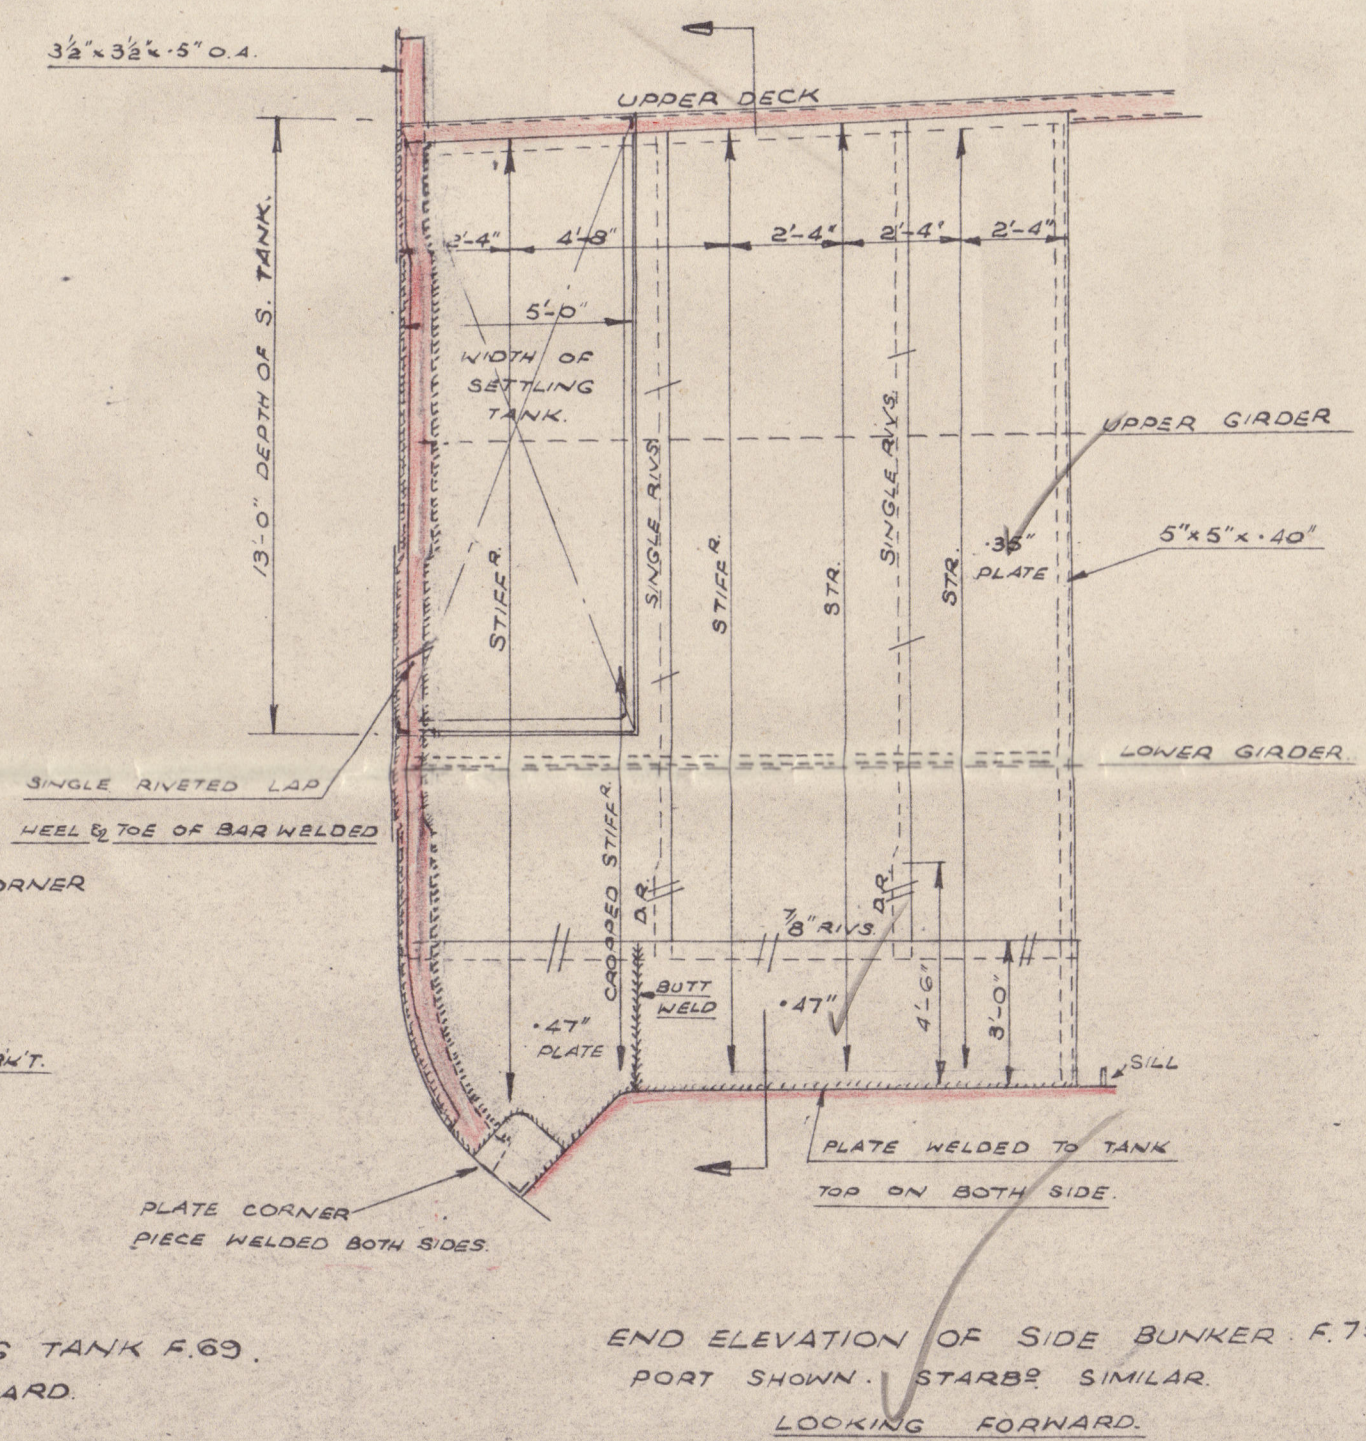 3½" x 3½" x ·5" O.A.
UPPER DECK
13'-0" DEPTH OF S. TANK.
2'-4"
4'-8"
2'-4"
2'-4"
2'-4"
5'-0"
WIDTH OF
SETTLING
TANK.
UPPER GIRDER
5" x 5" x ·40"
PLATE
STIFFR.
SINGLE RIVS
STIFFR.
STR.
SINGLE RIVS.
STR.
LOWER GIRDER.
SINGLE RIVETED LAP
HEEL & TOE OF BAR WELDED
ORNER
CROPPED STIFFR.
D.R.
D.R.
7/8" RIVS.
BUTT
WELD
·47"
PLATE
·47"
4'-6"
3'-0"
SILL
PLATE WELDED TO TANK
TOP ON BOTH SIDE.
PLATE CORNER
PIECE WELDED BOTH SIDES.
TANK F.69.
ARD.
END ELEVATION OF SIDE BUNKER. F.7
PORT SHOWN. STARBD. SIMILAR.
LOOKING FORWARD.